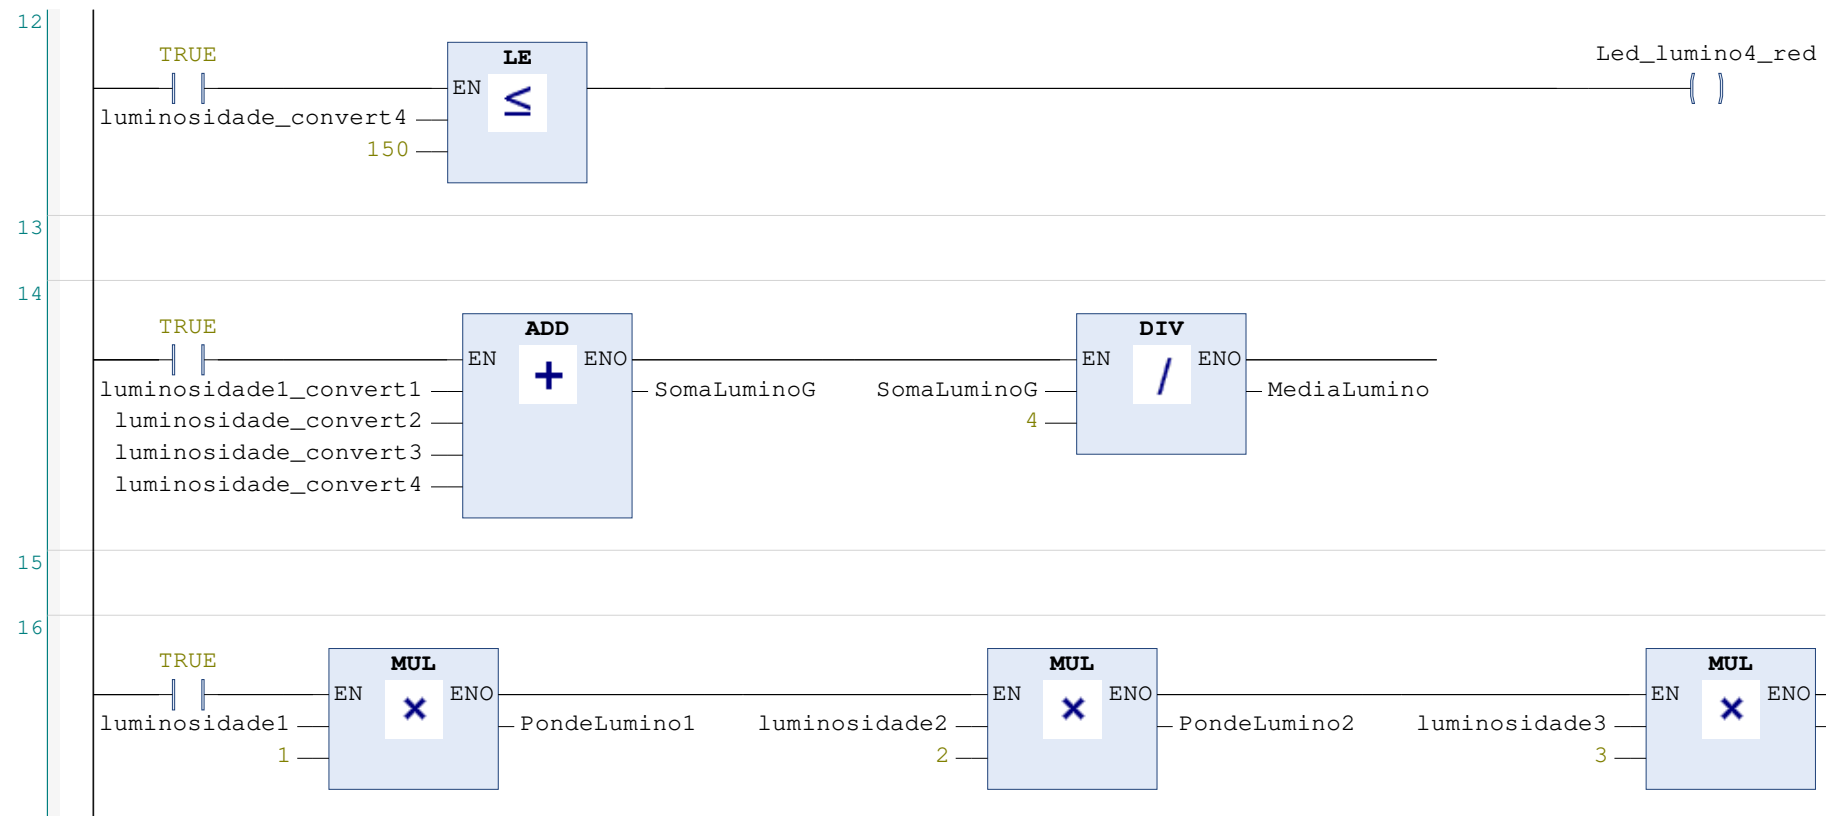 12
TRUE
LE
Led_lumino4_red
EN
≤
luminosidade_convert4
150
13
14
TRUE
ADD
DIV
EN
+
ENO
EN
/
ENO
luminosidade1_convert1
SomaLuminoG
SomaLuminoG
MediaLumino
luminosidade_convert2
4
luminosidade_convert3
luminosidade_convert4
15
16
TRUE
MUL
MUL
MUL
EN
×
ENO
EN
×
ENO
EN
×
ENO
luminosidade1
PondeLumino1
luminosidade2
PondeLumino2
luminosidade3
1
2
3